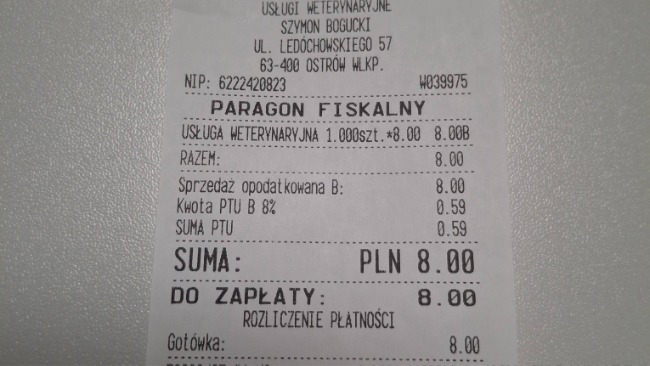 USŁUGI WETERYNARYJNE
SZYMON BOGUCKI
UL. LEDÓCHOWSKIEGO 57
63-400 OSTRÓW WLKP.
NIP: 6222420823 W039975
PARAGON FISKALNY
USŁUGA WETERYNARYJNA 1.000szt.*8.00 8.00B
RAZEM: 8.00
Sprzedaż opodatkowana B: 8.00
Kwota PTU B 8% 0.59
SUMA PTU 0.59
SUMA: PLN 8.00
DO ZAPŁATY: 8.00
ROZLICZENIE PŁATNOŚCI
Gotówka: 8.00